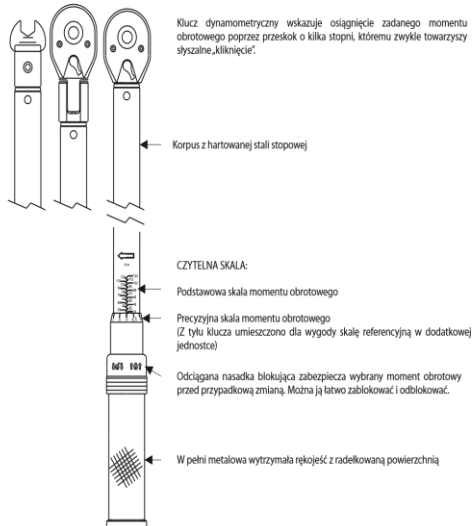 Klucz dynamometryczny wskazuje osiągnięcie zadanego momentu
obrotowego poprzez przeskok o kilka stopni, któremu zwykle towarzyszy
słyszalne„kliknięcie”.
Korpus z hartowanej stali stopowej
CZYTELNA SKALA:
Podstawowa skala momentu obrotowego
Precyzyjna skala momentu obrotowego
(Z tyłu klucza umieszczono dla wygody skalę referencyjną w dodatkowej
jednostce)
Odciągana nasadka blokująca zabezpiecza wybrany moment obrotowy
przed przypadkową zmianą. Można ją łatwo zablokować i odblokować.
W pełni metalowa wytrzymała rękojeść z radełkowaną powierzchnią